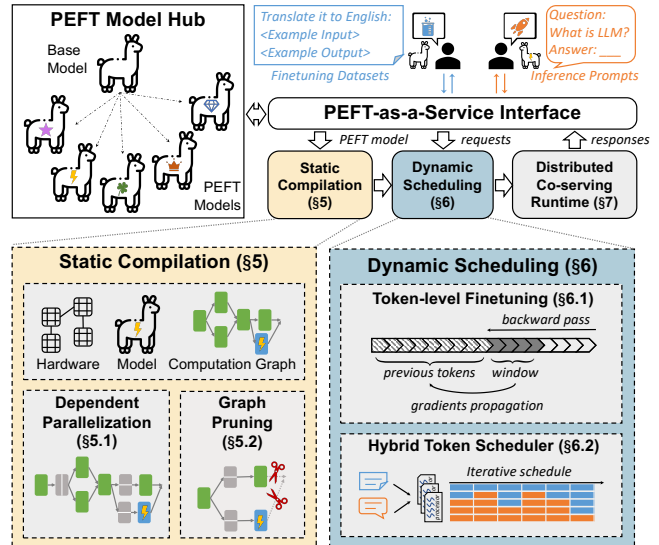 PEFT Model Hub
Base
Model
PEFT
Models
Translate it to English:
<Example Input>
<Example Output>
Finetuning Datasets
Question:
What is LLM?
Answer: ___
Inference Prompts
PEFT-as-a-Service Interface
PEFT model
requests
responses
Static
Compilation
(§5)
Dynamic
Scheduling
(§6)
Distributed
Co-serving
Runtime (§7)
Static Compilation (§5)
Hardware
Model
Computation Graph
Dependent
Parallelization
(§5.1)
Graph
Pruning
(§5.2)
Dynamic Scheduling (§6)
Token-level Finetuning (§6.1)
backward pass
previous tokens
window
gradients propagation
Hybrid Token Scheduler (§6.2)
Iterative schedule
processor